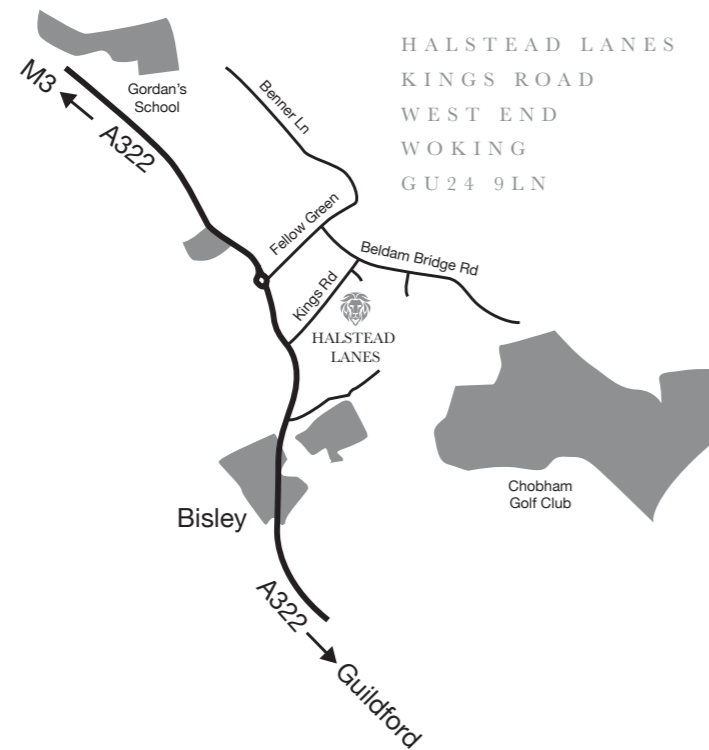 HALSTEAD LANES
KINGS ROAD
WEST END
WOKING
GU24 9LN
M3
Gordan's
School
A322
Benner Ln
Fellow Green
Beldam Bridge Rd
Kings Rd
HALSTEAD
LANES
Chobham
Golf Club
Bisley
A322
Guildford